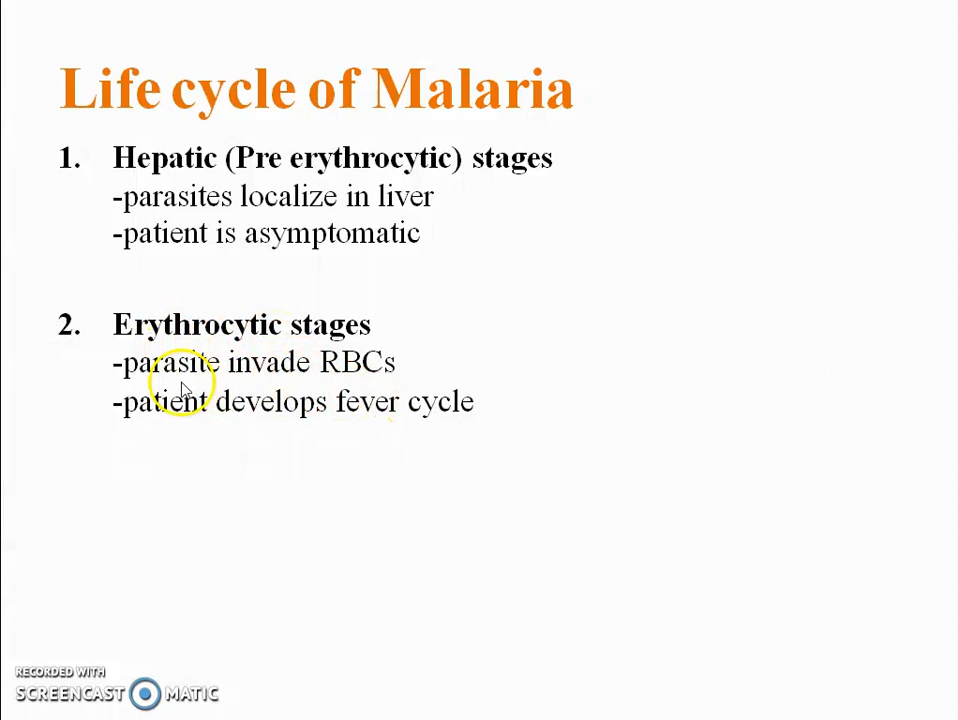 Life cycle of Malaria
1. Hepatic (Pre erythrocytic) stages
-parasites localize in liver
-patient is asymptomatic
2. Erythrocytic stages
-parasite invade RBCs
-patient develops fever cycle
RECORDED WITH
SCREENCAST MATIC